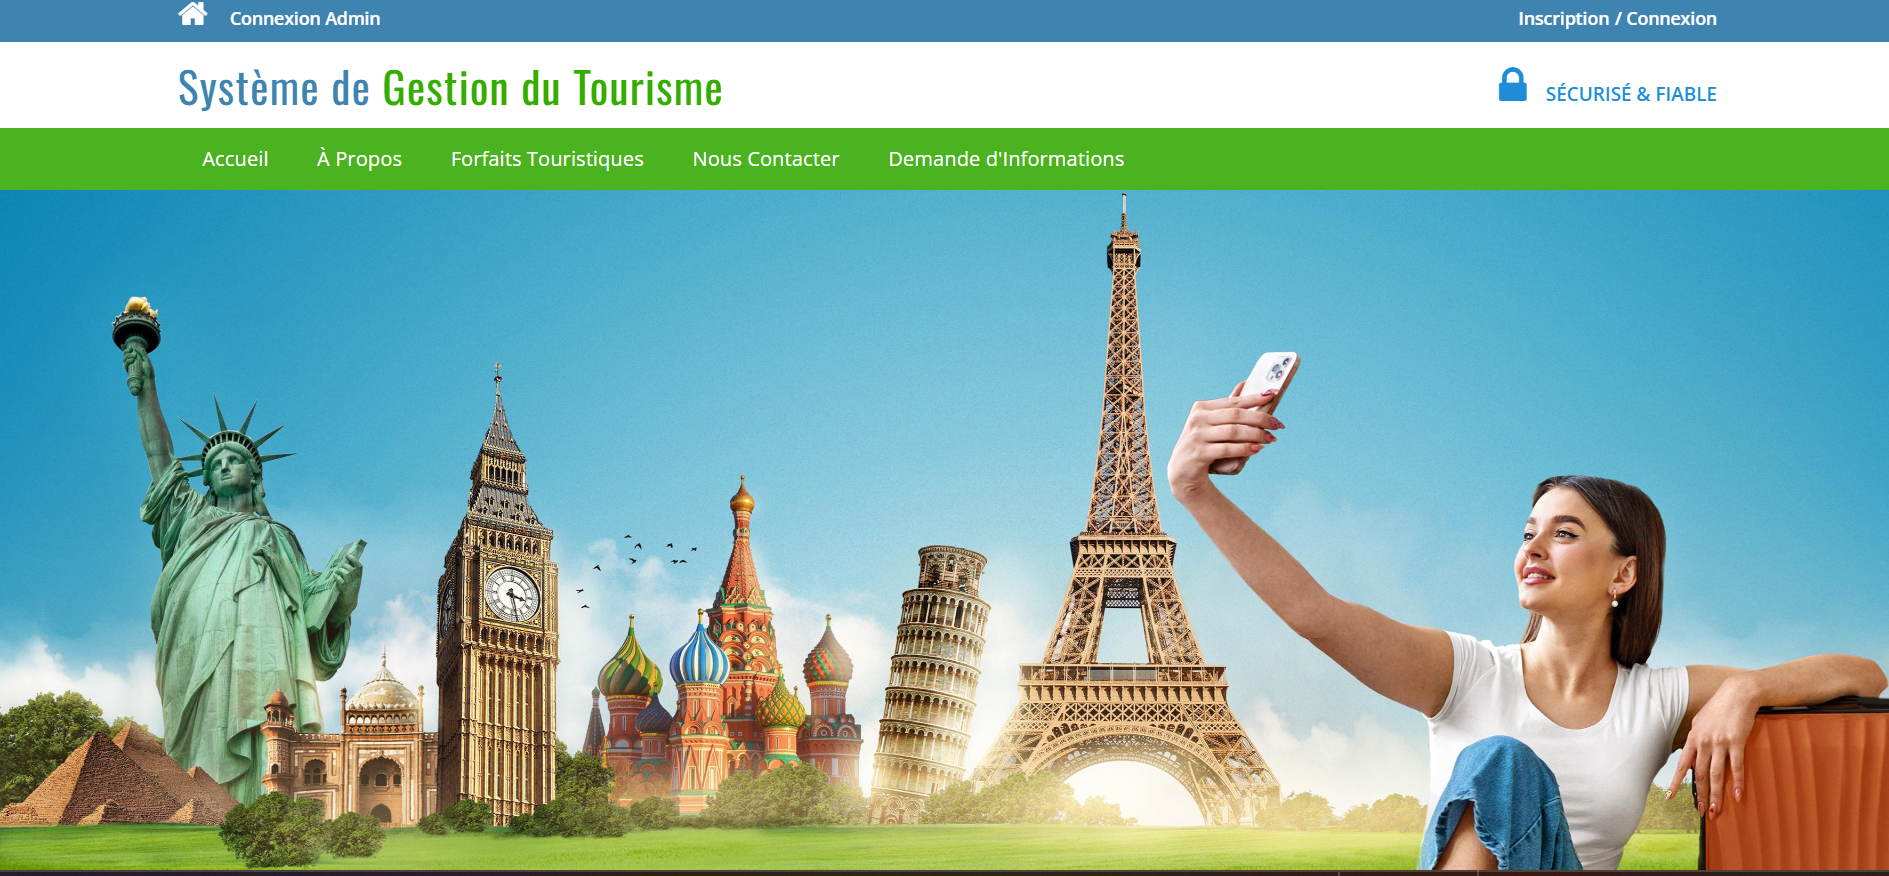 Connexion Admin
Inscription / Connexion
Système de Gestion du Tourisme
SÉCURISÉ & FIABLE
Accueil
À Propos
Forfaits Touristiques
Nous Contacter
Demande d'Informations